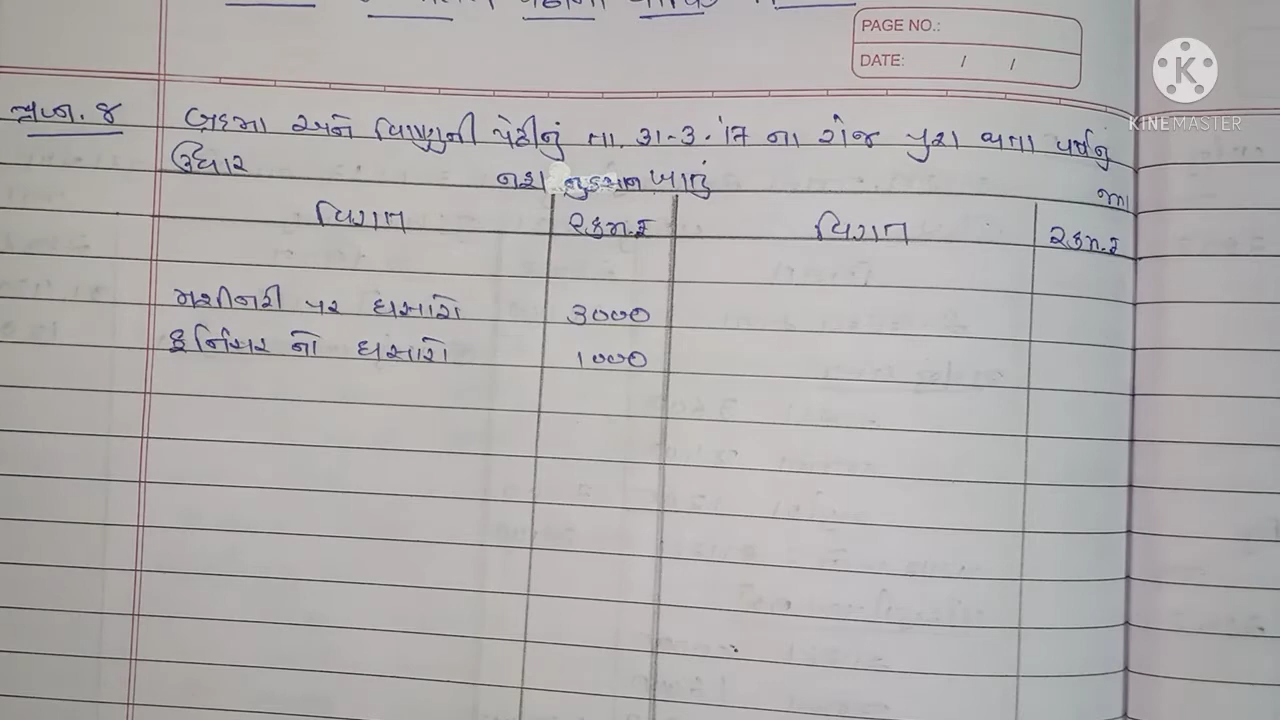 PAGE NO.:
DATE: / /
KINEMASTER
પ્રશ્ન. ૪ બ્રહ્મા અને વિષ્ણુની પેઢીનું તા. ૩૧-૩-'૧૭ ના રોજ પુરા થતા વર્ષનું
ઉધાર નફા નુકસાન ખાતું જમા
વિગત રકમ.રૂ વિગત રકમ.રૂ
મશીનરી પર ઘસારો ૩૦૦૦
ફર્નિચર નો ઘસારો ૧૦૦૦